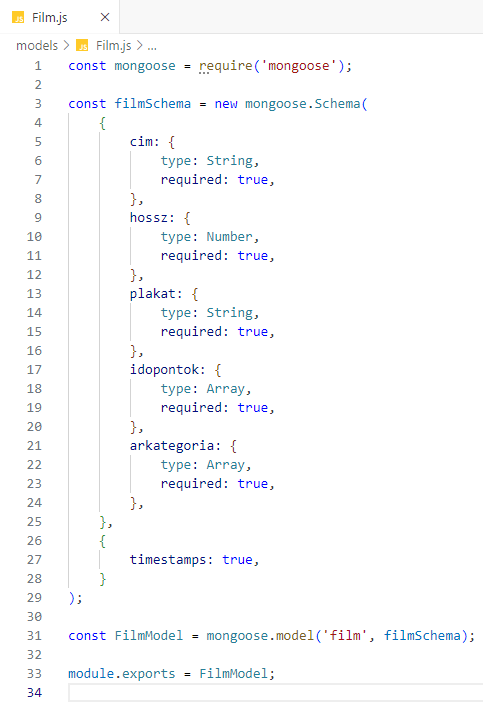 JS Film.js ×
models > JS Film.js > ...
1 const mongoose = require('mongoose');
2
3 const filmSchema = new mongoose.Schema(
4     {
5         cim: {
6             type: String,
7             required: true,
8         },
9         hossz: {
10             type: Number,
11             required: true,
12         },
13         plakat: {
14             type: String,
15             required: true,
16         },
17         idopontok: {
18             type: Array,
19             required: true,
20         },
21         arkategoria: {
22             type: Array,
23             required: true,
24         },
25     },
26     {
27         timestamps: true,
28     }
29 );
30
31 const FilmModel = mongoose.model('film', filmSchema);
32
33 module.exports = FilmModel;
34